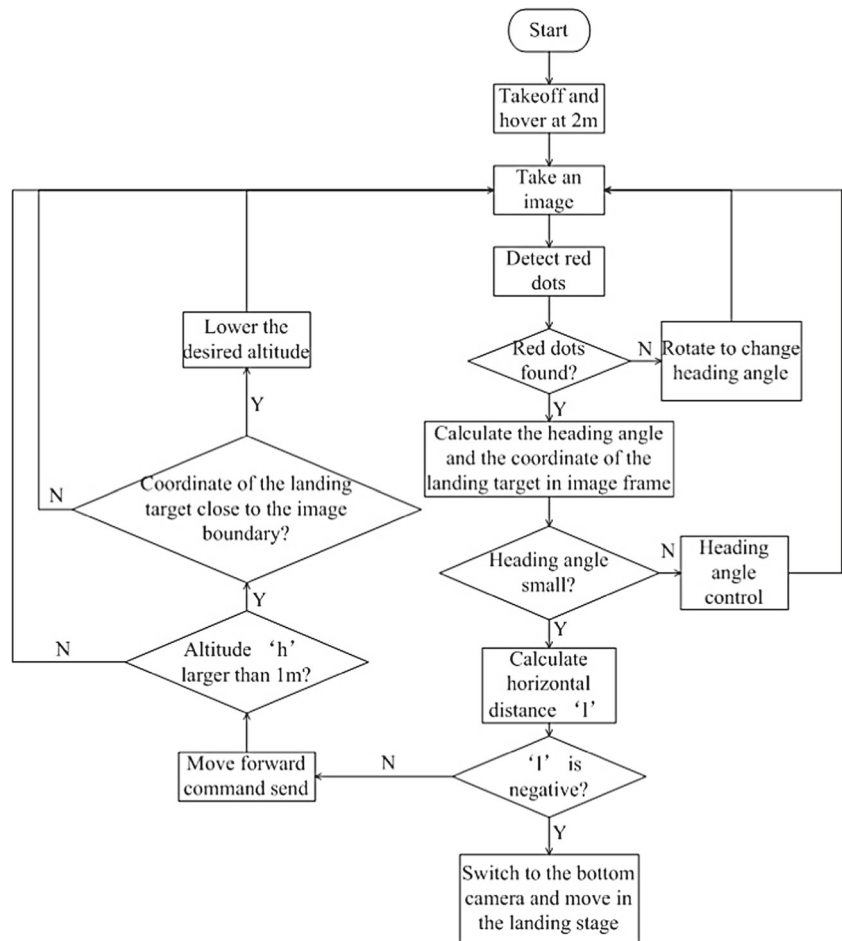 Start
Takeoff and
hover at 2m
Take an
image
Detect red
dots
Lower the
desired altitude
Red dots
found?
N
Rotate to change
heading angle
Y
Y
Calculate the heading angle
and the coordinate of the
landing target in image frame
Coordinate of the landing
target close to the image
boundary?
N
Heading angle
small?
N
Heading
angle
control
Y
Y
Altitude ‘h’
larger than 1m?
N
Calculate
horizontal
distance ‘l’
Move forward
command send
N
‘l’ is
negative?
Y
Switch to the bottom
camera and move in
the landing stage